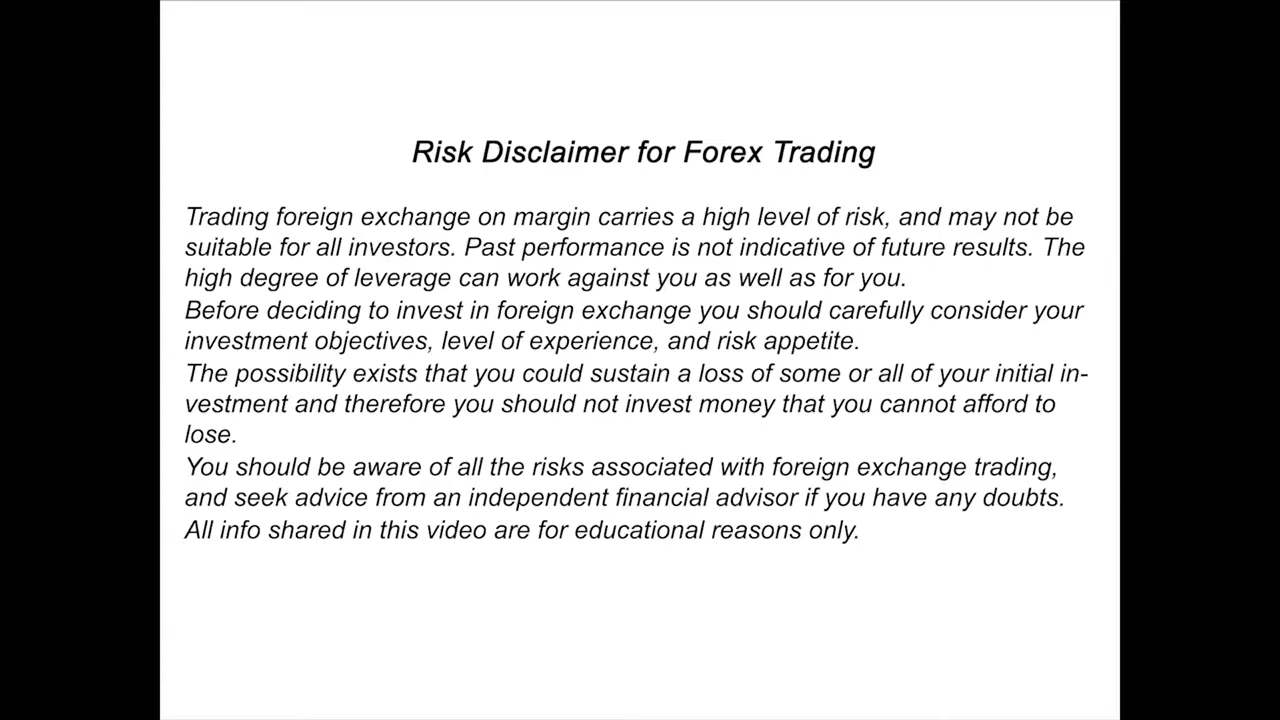 Risk Disclaimer for Forex Trading
Trading foreign exchange on margin carries a high level of risk, and may not be
suitable for all investors. Past performance is not indicative of future results. The
high degree of leverage can work against you as well as for you.
Before deciding to invest in foreign exchange you should carefully consider your
investment objectives, level of experience, and risk appetite.
The possibility exists that you could sustain a loss of some or all of your initial in-
vestment and therefore you should not invest money that you cannot afford to
lose.
You should be aware of all the risks associated with foreign exchange trading,
and seek advice from an independent financial advisor if you have any doubts.
All info shared in this video are for educational reasons only.